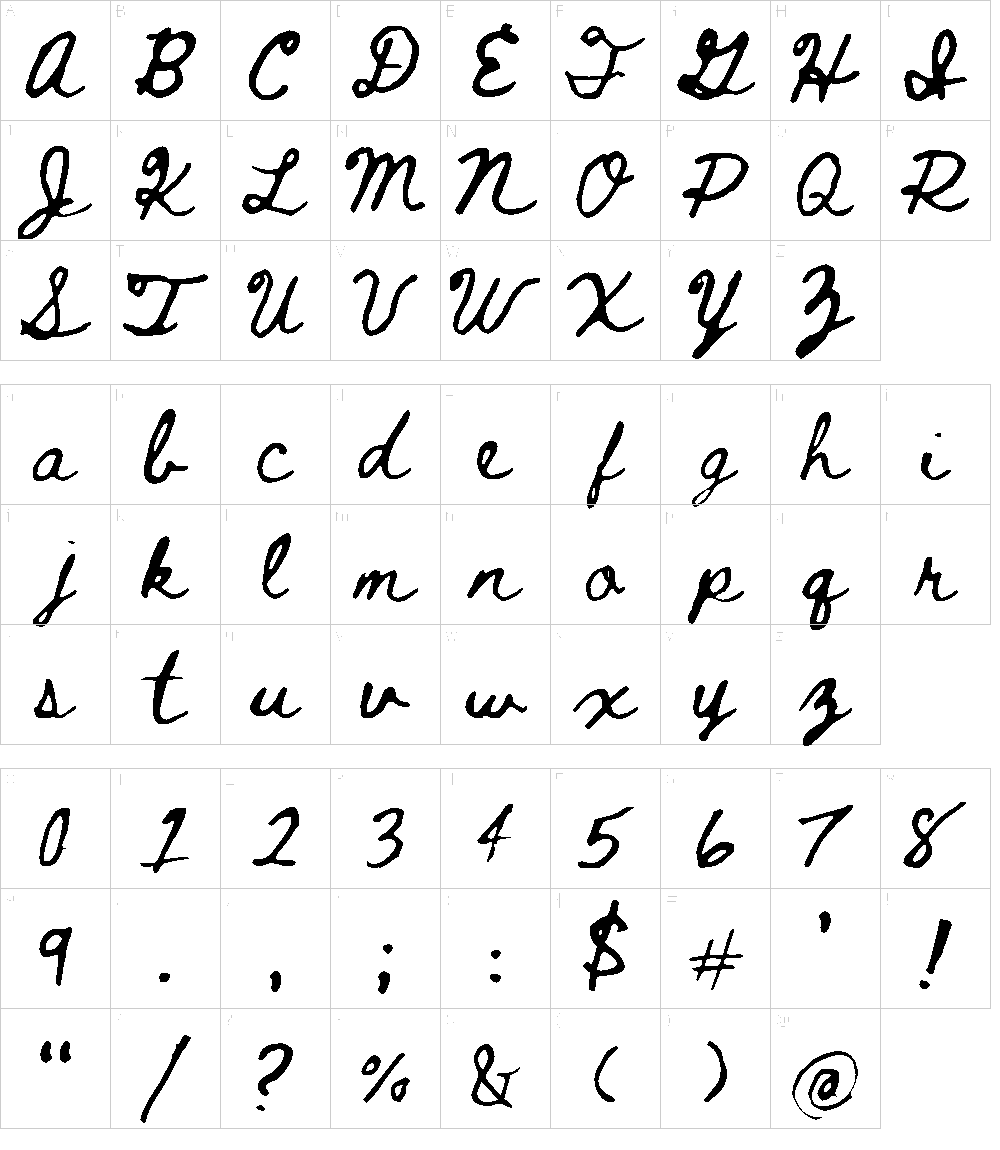 A B C D E F G H I
J K L M N O P Q R
S T U V W X Y Z
a b c d e f g h i
j k l m n o p q r
s t u v w x y z
0 1 2 3 4 5 6 7 8
9 . , ; : $ # ' !
" / ? % & ( ) @